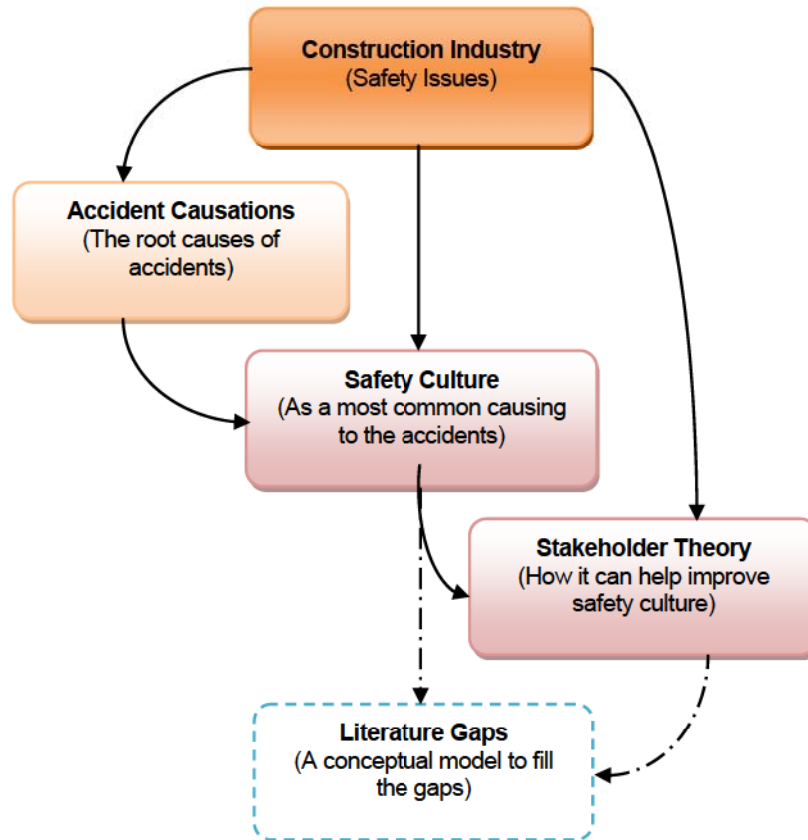 Construction Industry
(Safety Issues)
Accident Causations
(The root causes of
accidents)
Safety Culture
(As a most common causing
to the accidents)
Stakeholder Theory
(How it can help improve
safety culture)
Literature Gaps
(A conceptual model to fill
the gaps)